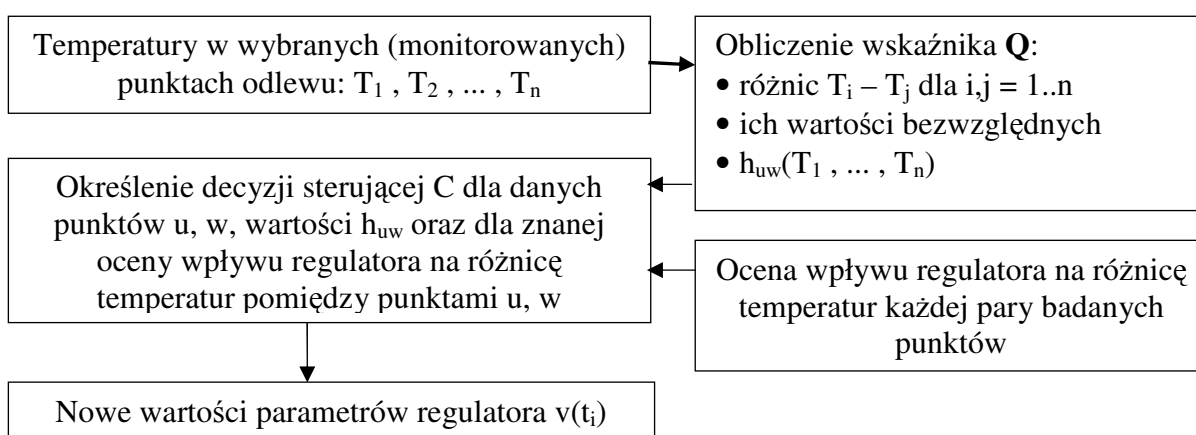 Temperatury w wybranych (monitorowanych)
punktach odlewu: T₁ , T₂ , ... , Tₙ
Obliczenie wskaźnika Q:
• różnic Tᵢ – Tⱼ dla i,j = 1..n
• ich wartości bezwzględnych
• h_uw(T₁ , ... , Tₙ)
Określenie decyzji sterującej C dla danych
punktów u, w, wartości h_uw oraz dla znanej
oceny wpływu regulatora na różnicę
temperatur pomiędzy punktami u, w
Ocena wpływu regulatora na różnicę
temperatur każdej pary badanych
punktów
Nowe wartości parametrów regulatora v(tᵢ)